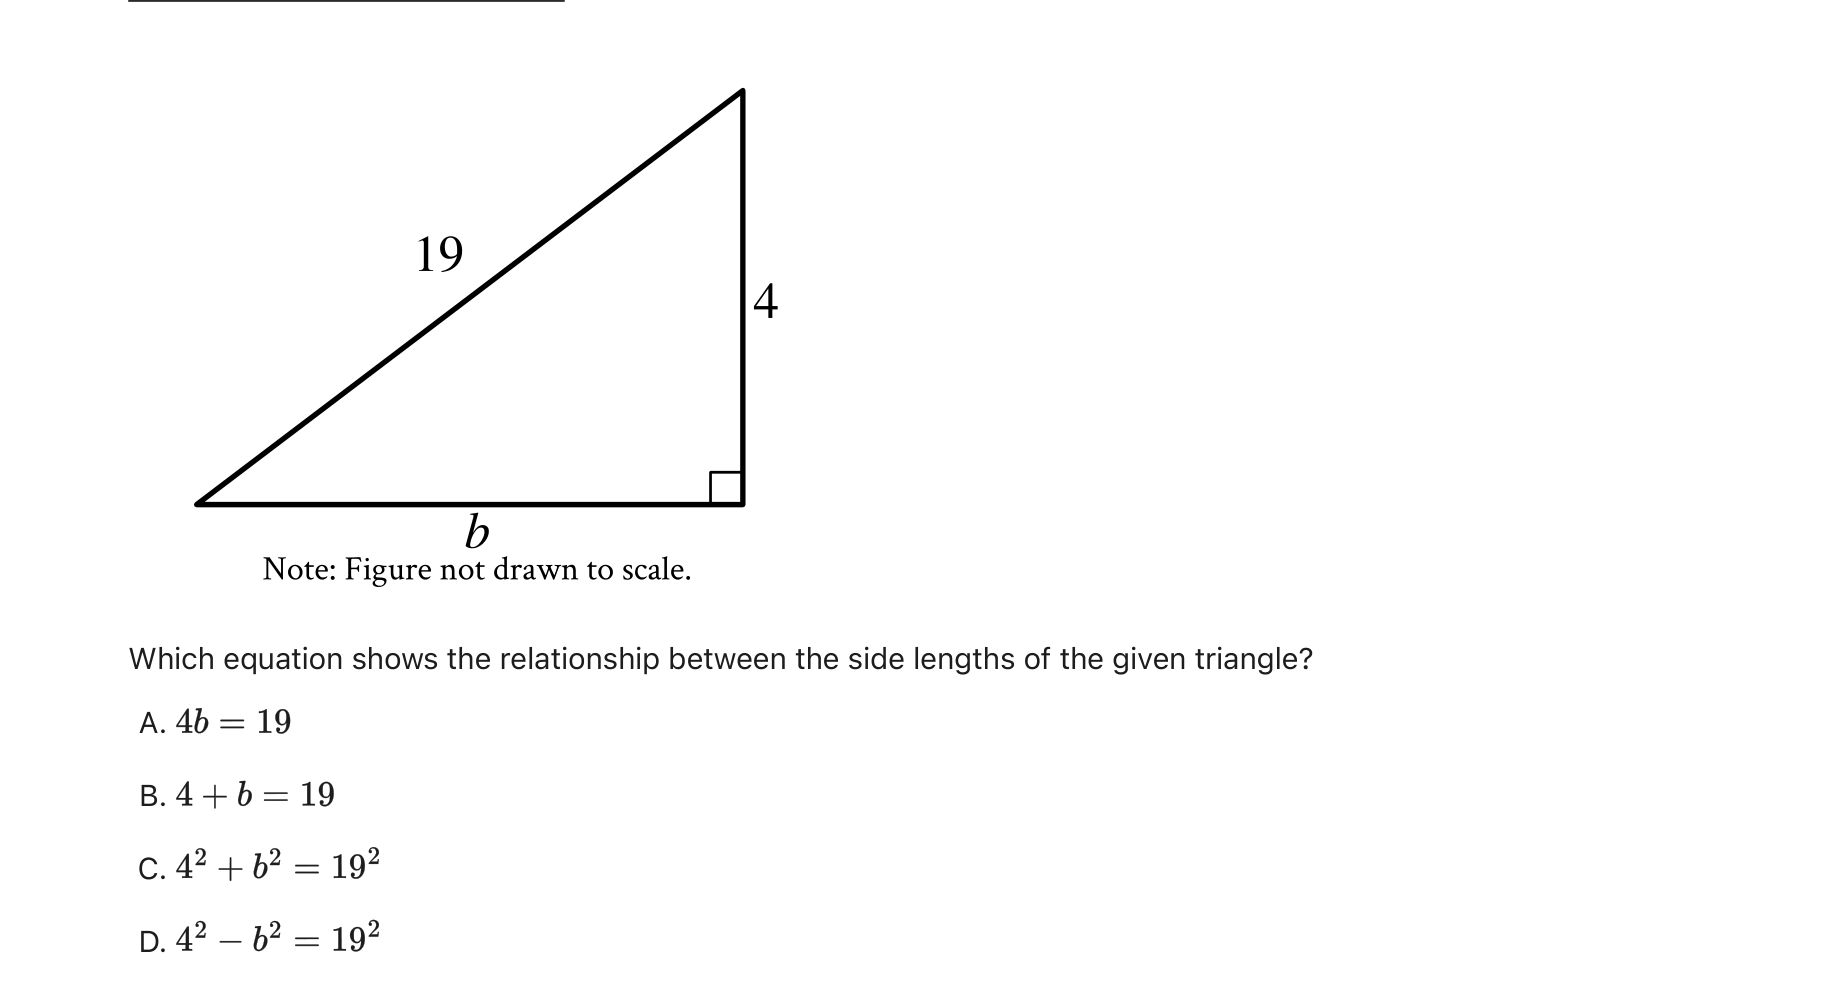 19
4
b
Note: Figure not drawn to scale.
Which equation shows the relationship between the side lengths of the given triangle?
A. 4b = 19
B. 4 + b = 19
C. 4² + b² = 19²
D. 4² − b² = 19²